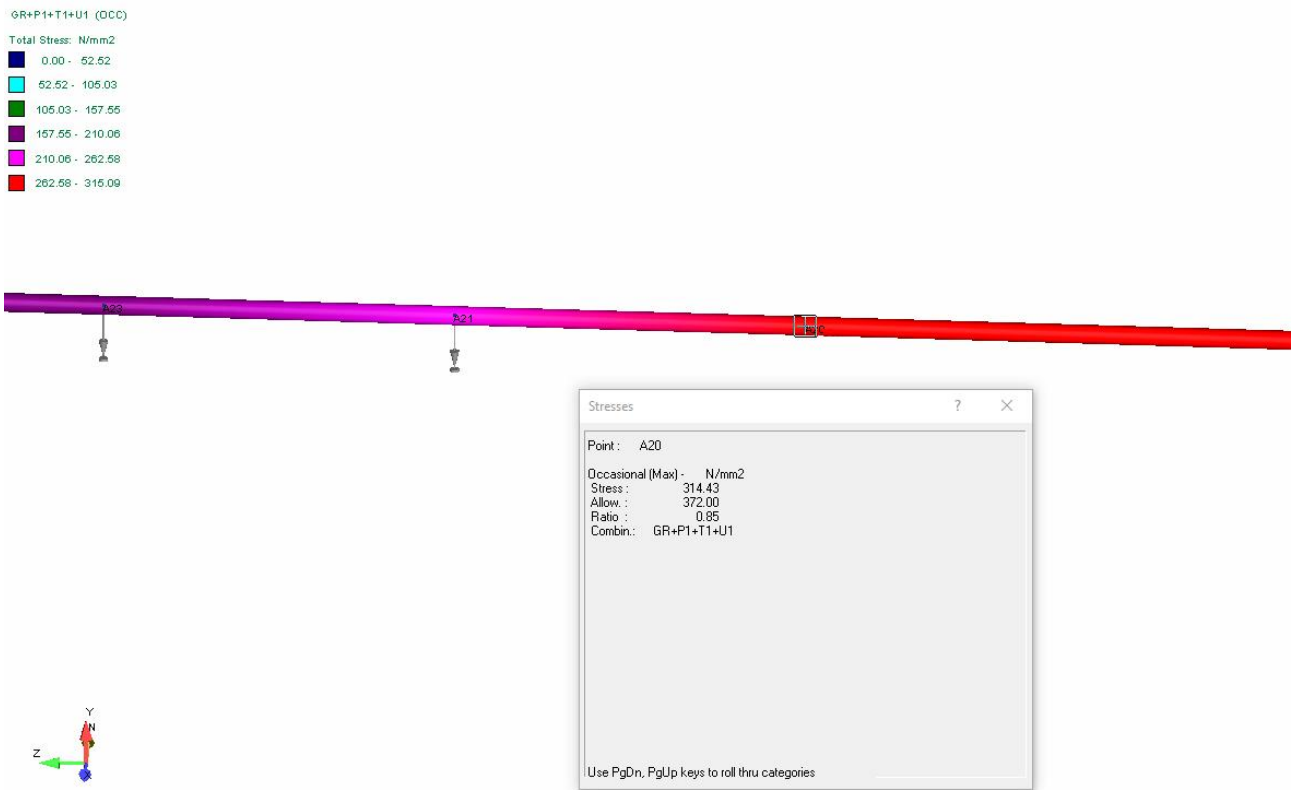 GR+P1+T1+U1 (OCC)
Total Stress: N/mm2
0.00 - 52.52
52.52 - 105.03
105.03 - 157.55
157.55 - 210.06
210.06 - 262.58
262.58 - 315.09
A21
Stresses ? ×
Point : A20
Occasional (Max) - N/mm2
Stress : 314.43
Allow. : 372.00
Ratio : 0.85
Combin.: GR+P1+T1+U1
Use PgDn, PgUp keys to roll thru categories
Y
N
Z
X